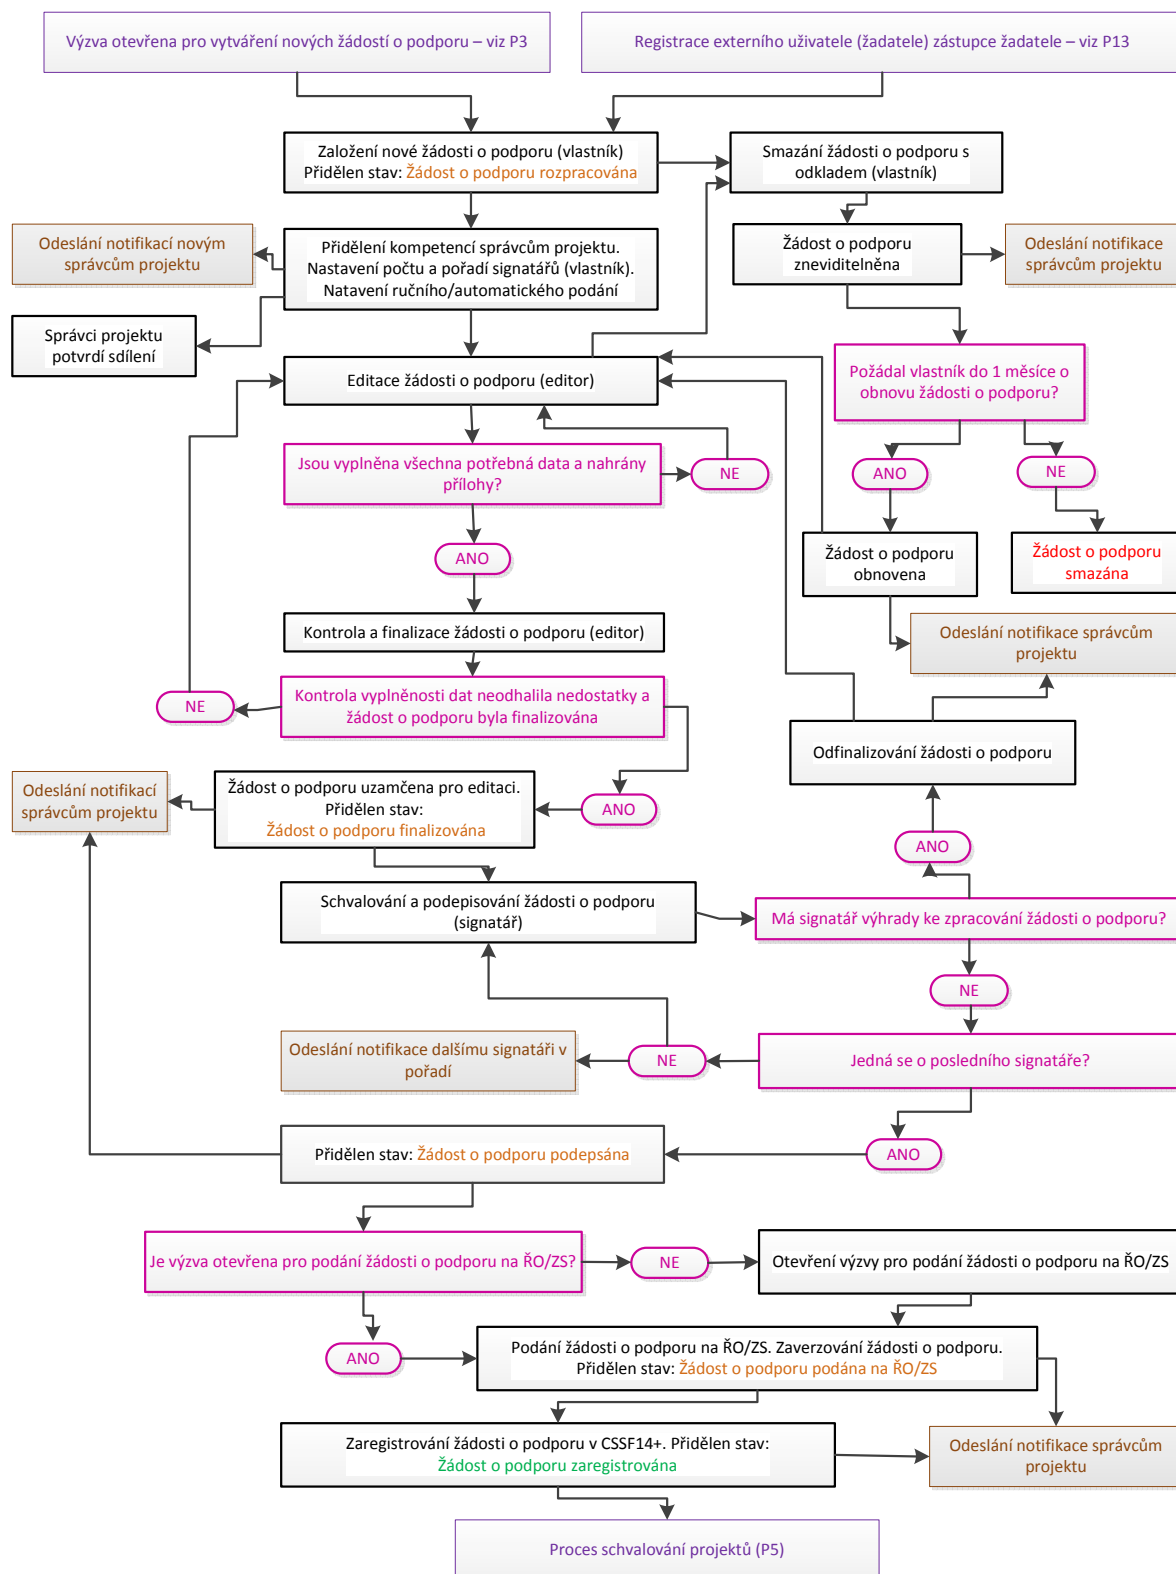 Výzva otevřena pro vytváření nových žádostí o podporu – viz P3
Registrace externího uživatele (žadatele) zástupce žadatele – viz P13
Založení nové žádosti o podporu (vlastník)
Přidělen stav: Žádost o podporu rozpracována
Smazání žádosti o podporu s
odkladem (vlastník)
Odeslání notifikací novým
správcům projektu
Přidělení kompetencí správcům projektu.
Nastavení počtu a pořadí signatářů (vlastník).
Natavení ručního/automatického podání
Žádost o podporu
zneviditelněna
Odeslání notifikace
správcům projektu
Správci projektu
potvrdí sdílení
Editace žádosti o podporu (editor)
Požádal vlastník do 1 měsíce o
obnovu žádosti o podporu?
Jsou vyplněna všechna potřebná data a nahrány
přílohy?
NE
ANO
NE
ANO
Žádost o podporu
obnovena
Žádost o podporu
smazána
Kontrola a finalizace žádosti o podporu (editor)
Odeslání notifikace správcům
projektu
NE
Kontrola vyplněnosti dat neodhalila nedostatky a
žádost o podporu byla finalizována
Odfinalizování žádosti o podporu
Odeslání notifikací
správcům projektu
Žádost o podporu uzamčena pro editaci.
Přidělen stav:
Žádost o podporu finalizována
ANO
ANO
Schvalování a podepisování žádosti o podporu
(signatář)
Má signatář výhrady ke zpracování žádosti o podporu?
NE
Odeslání notifikace dalšímu signatáři v
pořadí
NE
Jedná se o posledního signatáře?
Přidělen stav: Žádost o podporu podepsána
ANO
Je výzva otevřena pro podání žádosti o podporu na ŘO/ZS?
NE
Otevření výzvy pro podání žádosti o podporu na ŘO/ZS
ANO
Podání žádosti o podporu na ŘO/ZS. Zaverzování žádosti o podporu.
Přidělen stav: Žádost o podporu podána na ŘO/ZS
Zaregistrování žádosti o podporu v CSSF14+. Přidělen stav:
Žádost o podporu zaregistrována
Odeslání notifikace správcům
projektu
Proces schvalování projektů (P5)